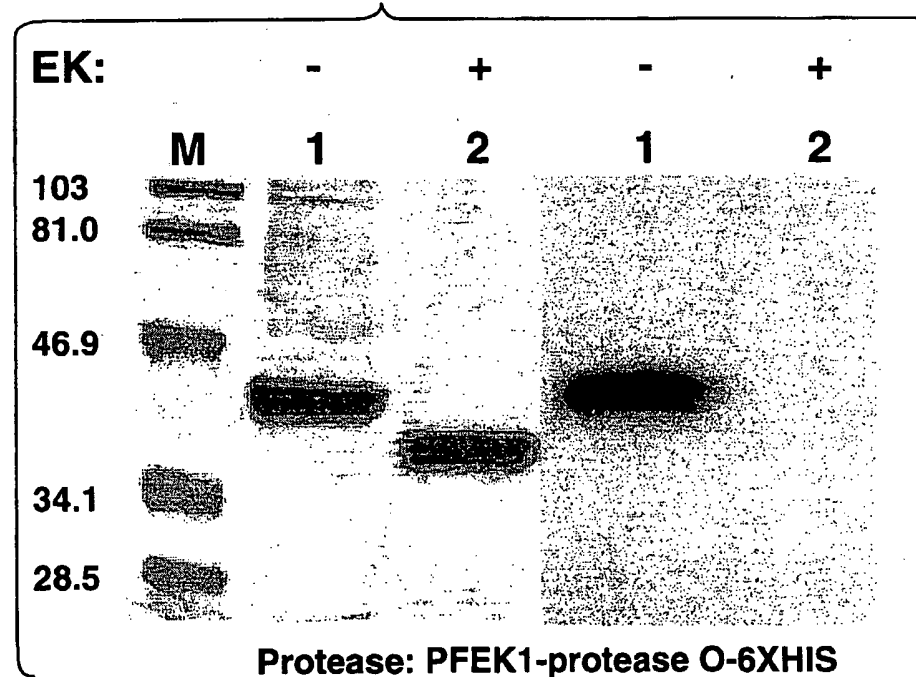 EK: - + - +
M 1 2 1 2
103
81.0
46.9
34.1
28.5
Protease: PFEK1-protease O-6XHIS